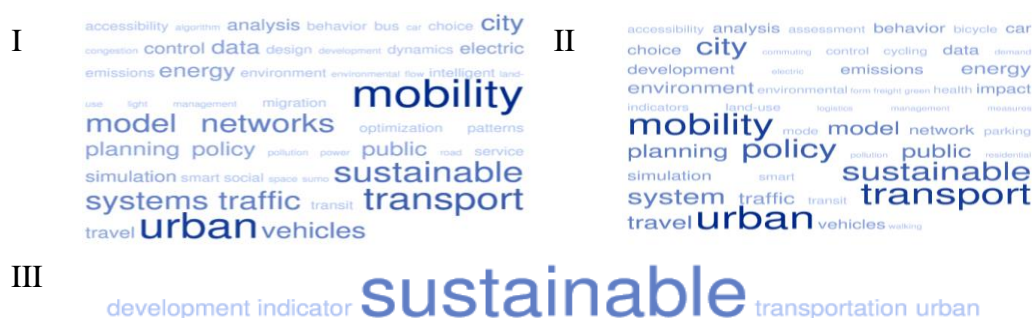 I
accessibility algorithm analysis behavior bus car choice city
congestion control data design development dynamics electric
emissions energy environment environmental flow intelligent land-
use light management migration mobility
model networks optimization patterns
planning policy pollution power public road service
simulation smart social space sumo sustainable
systems traffic transit transport
travel urban vehicles
II
accessibility analysis assessment behavior bicycle car
choice city commuting control cycling data demand
development electric emissions energy
environment environmental form freight green health impact
indicators land-use logistics management measures
mobility mode model network parking
planning policy pollution public residential
simulation smart sustainable
system traffic transit transport
travel urban vehicles walking
III
development indicator sustainable transportation urban